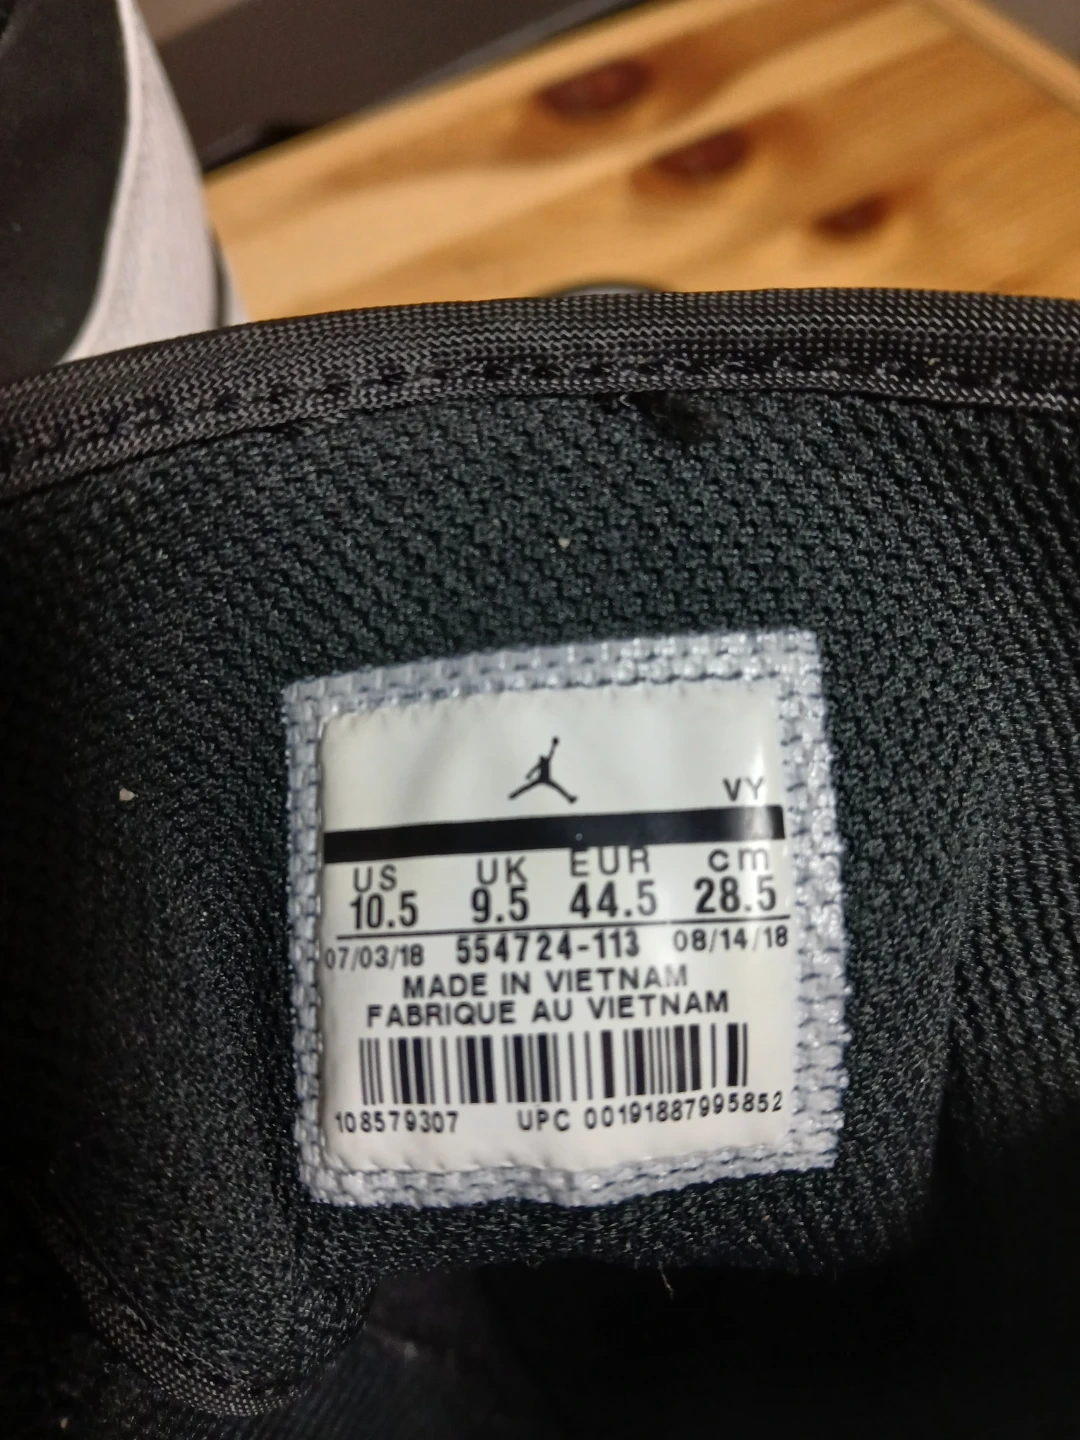 VY
US UK EUR cm
10.5 9.5 44.5 28.5
07/03/18 554724-113 08/14/18
MADE IN VIETNAM
FABRIQUE AU VIETNAM
108579307 UPC 00191887995852